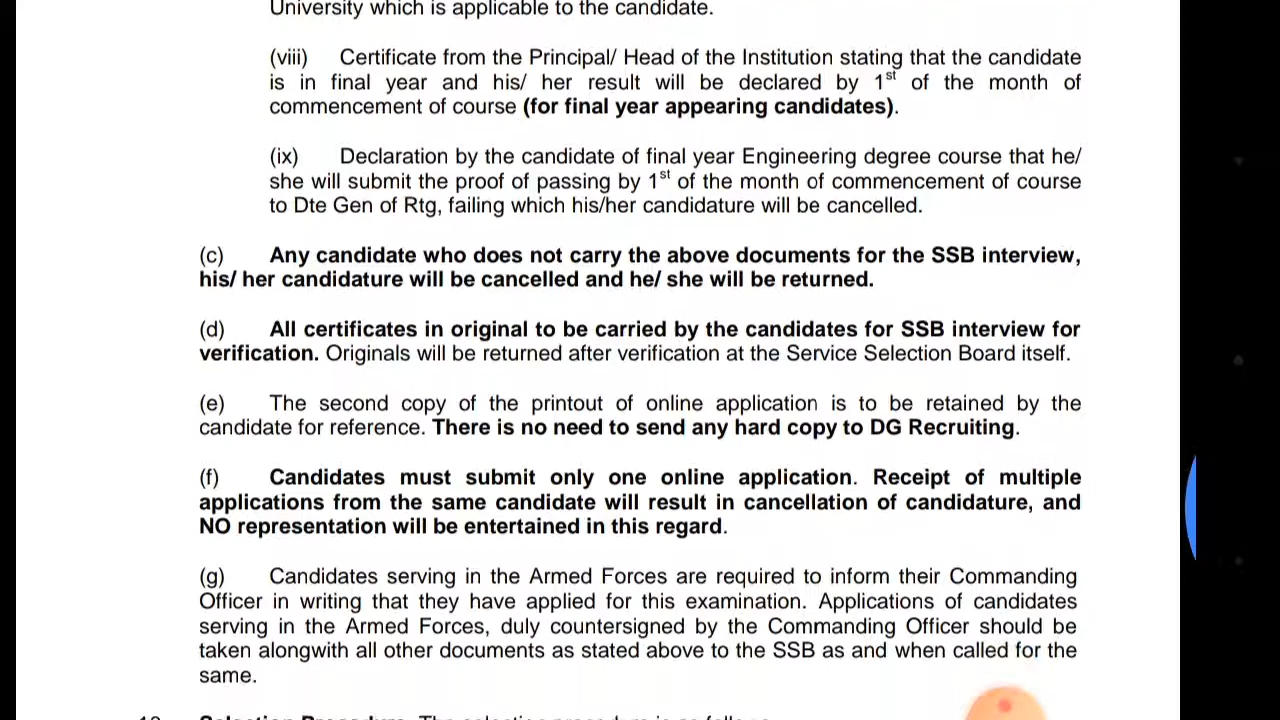 University which is applicable to the candidate.
(viii) Certificate from the Principal/ Head of the Institution stating that the candidate
is in final year and his/ her result will be declared by 1st of the month of
commencement of course (for final year appearing candidates).
(ix) Declaration by the candidate of final year Engineering degree course that he/
she will submit the proof of passing by 1st of the month of commencement of course
to Dte Gen of Rtg, failing which his/her candidature will be cancelled.
(c) Any candidate who does not carry the above documents for the SSB interview,
his/ her candidature will be cancelled and he/ she will be returned.
(d) All certificates in original to be carried by the candidates for SSB interview for
verification. Originals will be returned after verification at the Service Selection Board itself.
(e) The second copy of the printout of online application is to be retained by the
candidate for reference. There is no need to send any hard copy to DG Recruiting.
(f) Candidates must submit only one online application. Receipt of multiple
applications from the same candidate will result in cancellation of candidature, and
NO representation will be entertained in this regard.
(g) Candidates serving in the Armed Forces are required to inform their Commanding
Officer in writing that they have applied for this examination. Applications of candidates
serving in the Armed Forces, duly countersigned by the Commanding Officer should be
taken alongwith all other documents as stated above to the SSB as and when called for the
same.
Selection Procedure. The selection procedure is as follows